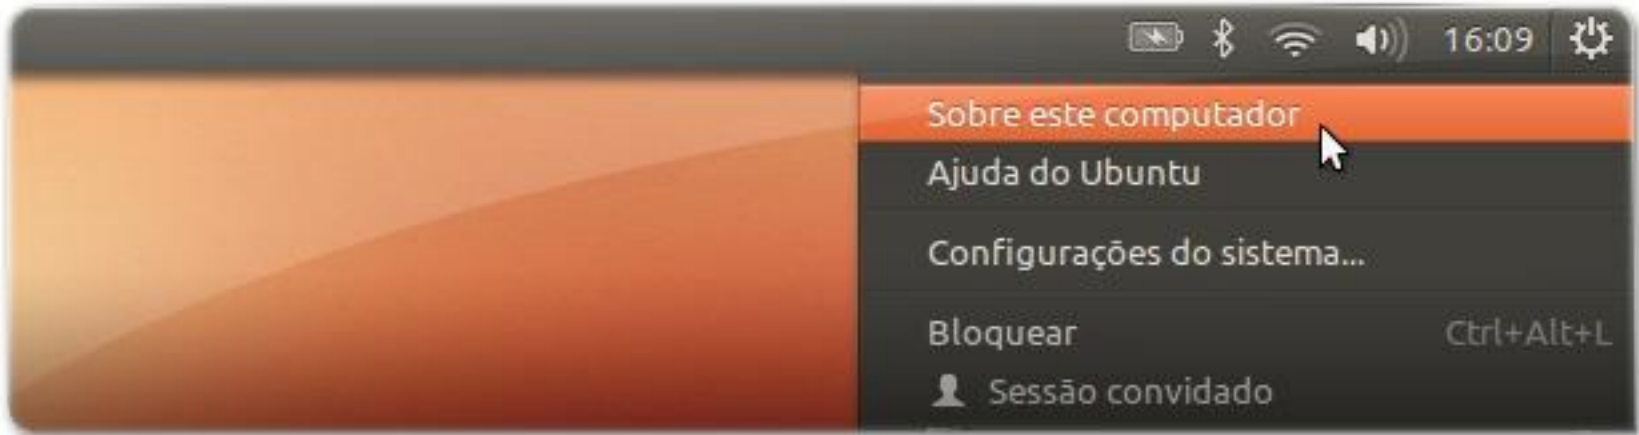 16:09
Sobre este computador
Ajuda do Ubuntu
Configurações do sistema...
Bloquear Ctrl+Alt+L
Sessão convidado